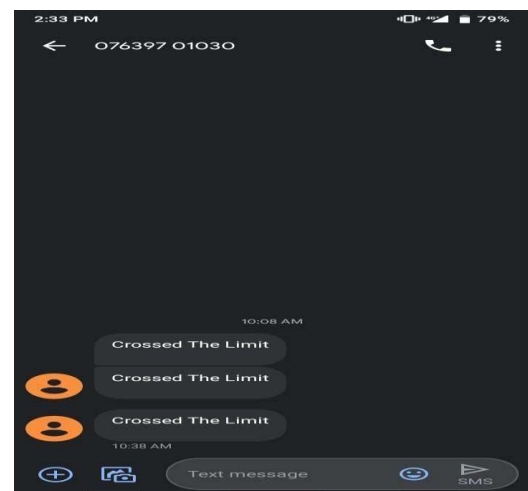 2:33 PM 79%
076397 01030
10:08 AM
Crossed The Limit
Crossed The Limit
Crossed The Limit
10:38 AM
Text message
SMS